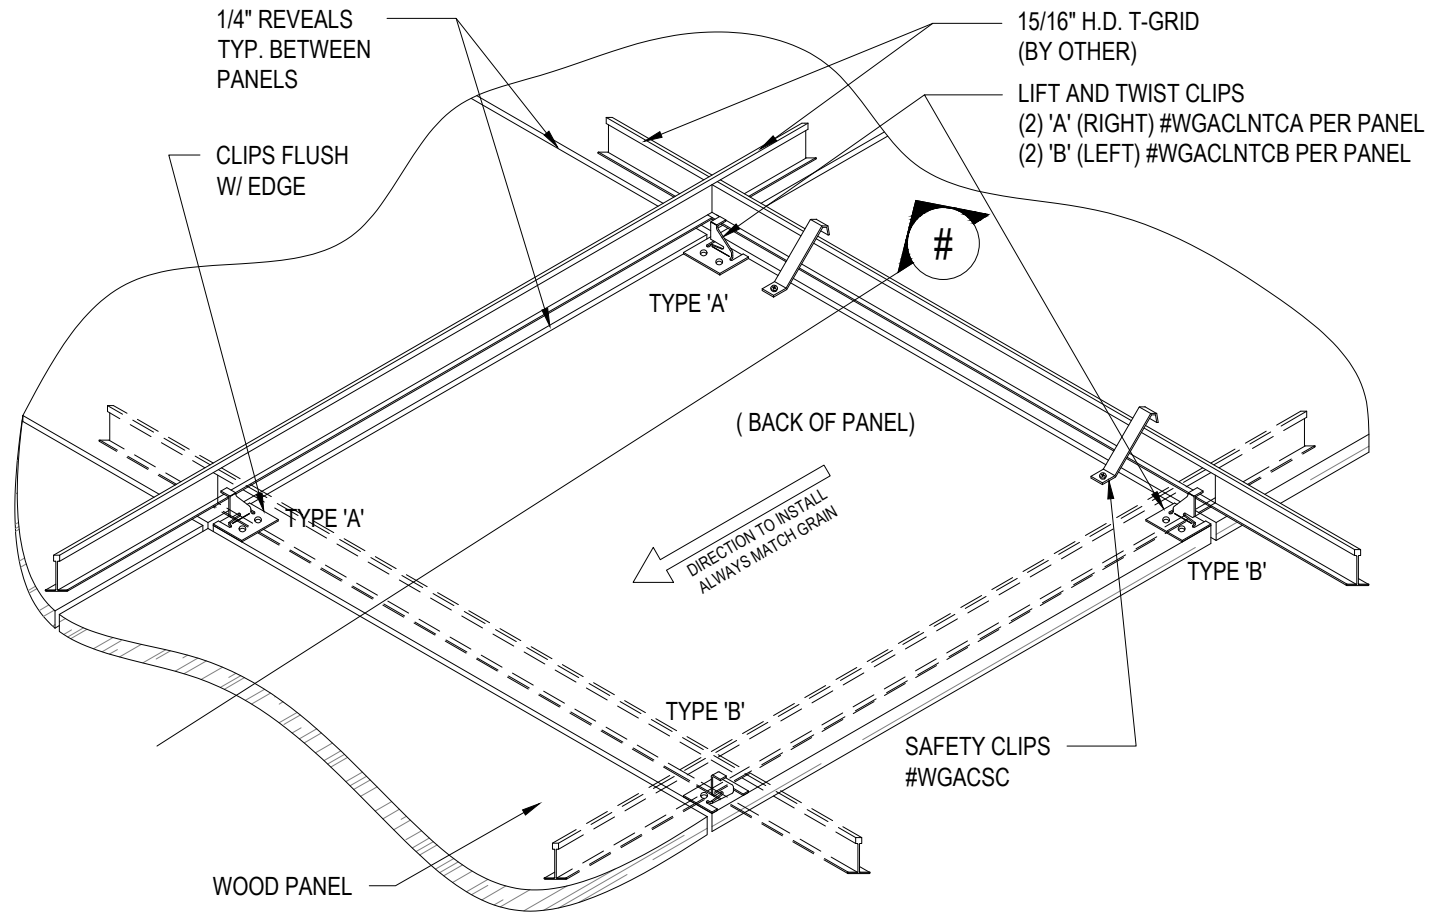 1/4" REVEALS
TYP. BETWEEN
PANELS
15/16" H.D. T-GRID
(BY OTHER)
LIFT AND TWIST CLIPS
(2) 'A' (RIGHT) #WGACLNTCA PER PANEL
(2) 'B' (LEFT) #WGACLNTCB PER PANEL
CLIPS FLUSH
W/ EDGE
#
TYPE 'A'
( BACK OF PANEL)
TYPE 'A'
DIRECTION TO INSTALL
ALWAYS MATCH GRAIN
TYPE 'B'
TYPE 'B'
SAFETY CLIPS
#WGACSC
WOOD PANEL